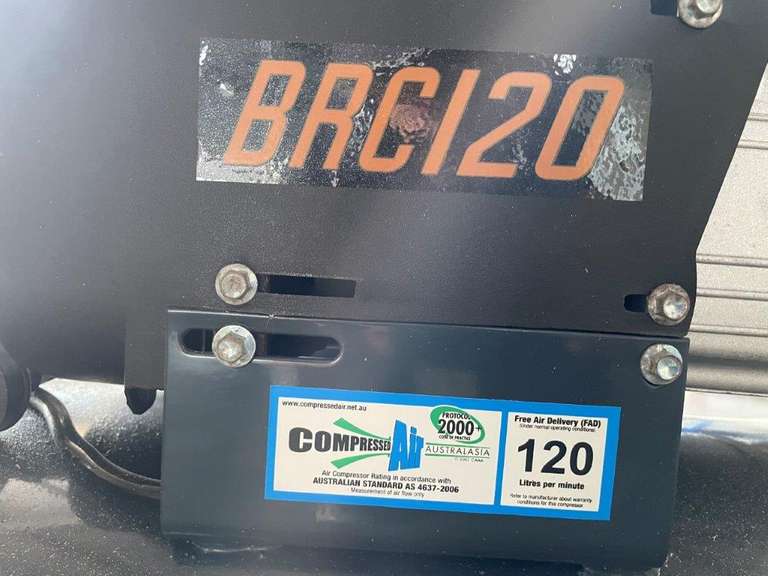 BRC120
www.compressedair.net.au
COMPRESSED Air
AUSTRALASIA
PROTOCOL
2000+
CODE OF PRACTICE
Air Compressor Rating in accordance with
AUSTRALIAN STANDARD AS 4637-2006
Measurement of air flow only
Free Air Delivery (FAD)
(Under normal operating conditions)
120
Litres per minute
Refer to manufacturer about warranty
conditions for this compressor